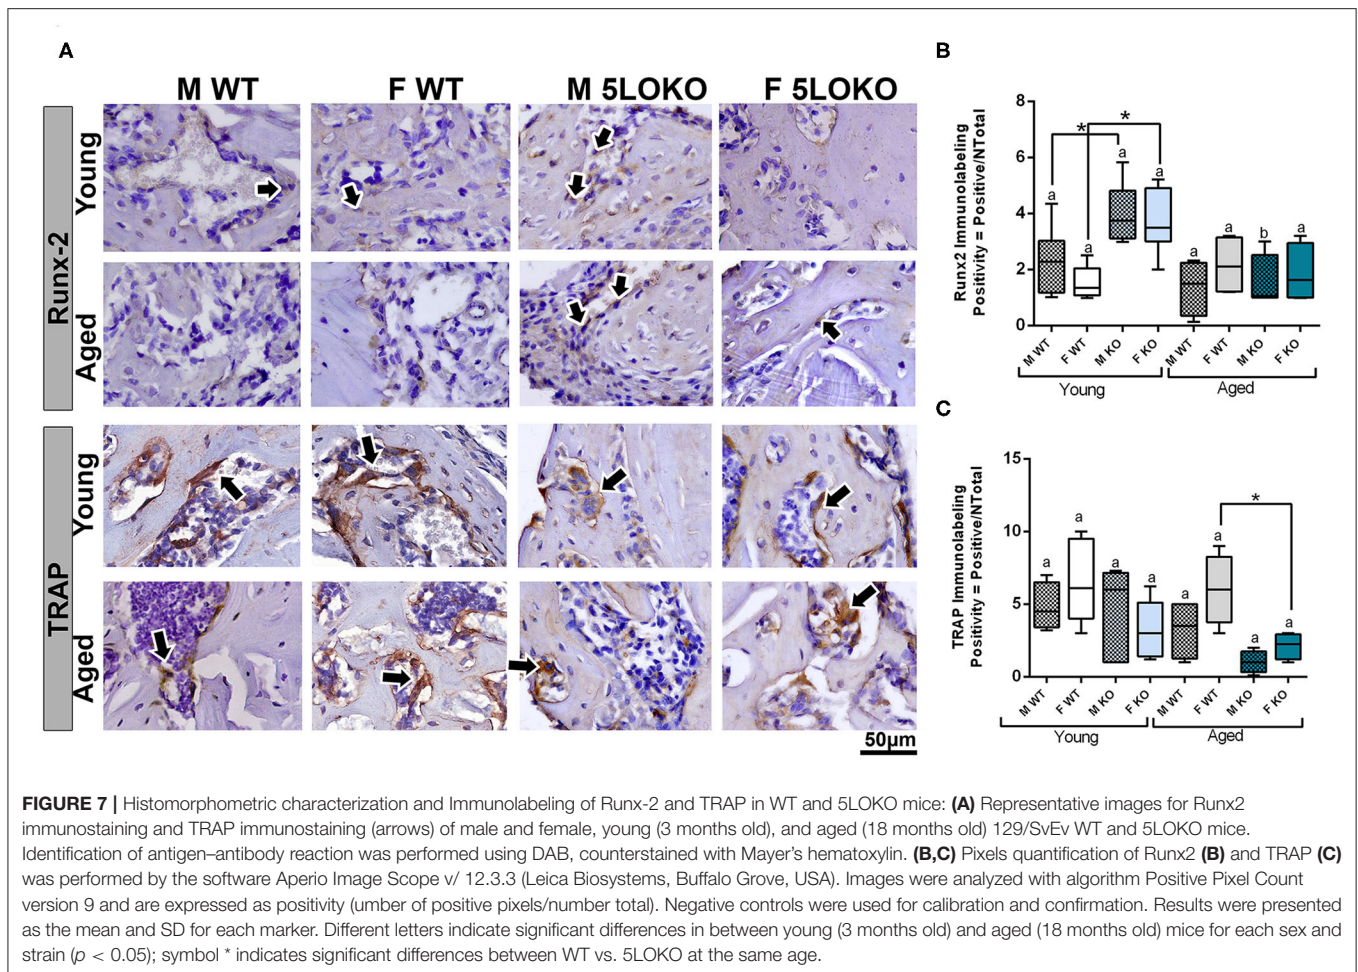 A
M WT
F WT
M 5LOKO
F 5LOKO
Runx-2
Young
Aged
TRAP
Young
Aged
50µm
B
Runx2 Immunolabeling
Positivity = Positive/NTotal
8
6
4
2
0
*
*
a
a
a
a
a
a
b
a
M WT
F WT
M KO
F KO
M WT
F WT
M KO
F KO
Young
Aged
C
TRAP Immunolabeling
Positivity = Positive/NTotal
15
10
5
0
*
a
a
a
a
a
a
a
a
M WT
F WT
M KO
F KO
M WT
F WT
M KO
F KO
Young
Aged
FIGURE 7 | Histomorphometric characterization and Immunolabeling of Runx-2 and TRAP in WT and 5LOKO mice: (A) Representative images for Runx2
immunostaining and TRAP immunostaining (arrows) of male and female, young (3 months old), and aged (18 months old) 129/SvEv WT and 5LOKO mice.
Identification of antigen–antibody reaction was performed using DAB, counterstained with Mayer's hematoxylin. (B,C) Pixels quantification of Runx2 (B) and TRAP (C)
was performed by the software Aperio Image Scope v/ 12.3.3 (Leica Biosystems, Buffalo Grove, USA). Images were analyzed with algorithm Positive Pixel Count
version 9 and are expressed as positivity (umber of positive pixels/number total). Negative controls were used for calibration and confirmation. Results were presented
as the mean and SD for each marker. Different letters indicate significant differences in between young (3 months old) and aged (18 months old) mice for each sex and
strain (p < 0.05); symbol * indicates significant differences between WT vs. 5LOKO at the same age.